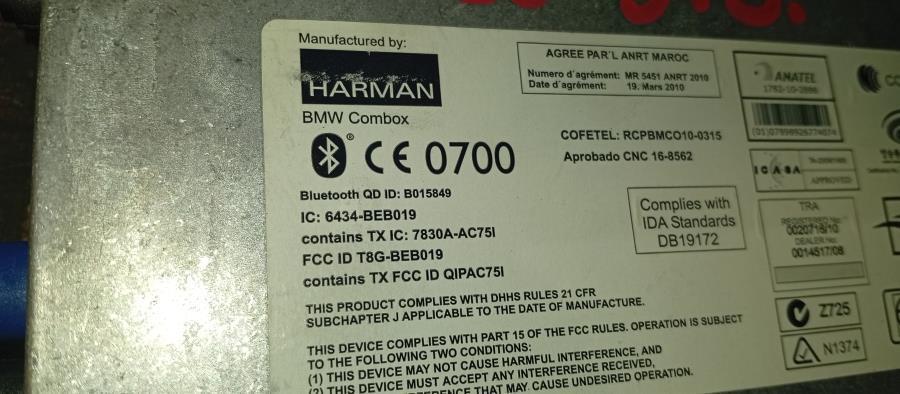 Manufactured by:
HARMAN
BMW Combox
CE 0700
Bluetooth QD ID: B015849
IC: 6434-BEB019
contains TX IC: 7830A-AC75I
FCC ID T8G-BEB019
contains TX FCC ID QIPAC75I
THIS PRODUCT COMPLIES WITH DHHS RULES 21 CFR
SUBCHAPTER J APPLICABLE TO THE DATE OF MANUFACTURE.
THIS DEVICE COMPLIES WITH PART 15 OF THE FCC RULES. OPERATION IS SUBJECT
TO THE FOLLOWING TWO CONDITIONS:
(1) THIS DEVICE MAY NOT CAUSE HARMFUL INTERFERENCE, AND
(2) THIS DEVICE MUST ACCEPT ANY INTERFERENCE RECEIVED,
THAT MAY CAUSE UNDESIRED OPERATION.
AGREE PAR´L ANRT MAROC
Numero d´agrément: MR 5451 ANRT 2010
Date d´agrément: 19. Mars 2010
COFETEL: RCPBMCO10-0315
Aprobado CNC 16-8562
Complies with
IDA Standards
DB19172
ANATEL
ICASA
APPROVED
TRA
REGISTERED No:
0020718/10
DEALER No:
0014517/08
Z725
N1374